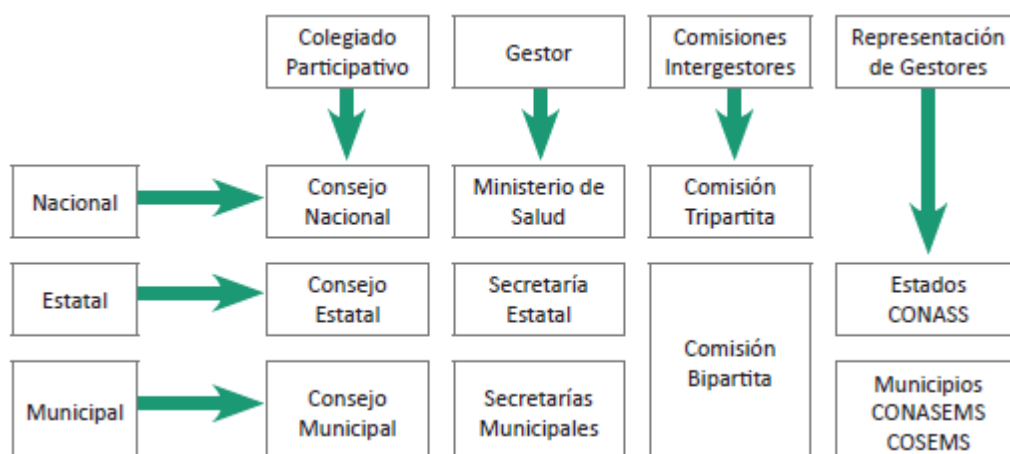 Colegiado
Participativo
Gestor
Comisiones
Intergestores
Representación
de Gestores
Nacional
Consejo
Nacional
Ministerio de
Salud
Comisión
Tripartita
Estatal
Consejo
Estatal
Secretaría
Estatal
Comisión
Bipartita
Estados
CONASS
Municipal
Consejo
Municipal
Secretarías
Municipales
Municipios
CONASEMS
COSEMS